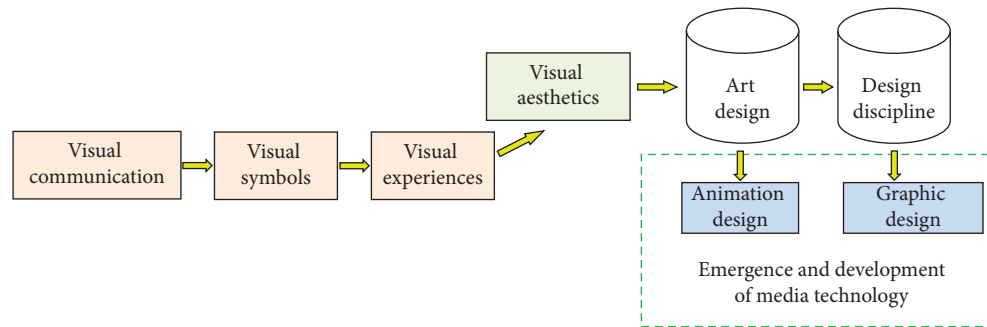 Visual
communication
Visual
symbols
Visual
experiences
Visual
aesthetics
Art
design
Design
discipline
Animation
design
Graphic
design
Emergence and development
of media technology